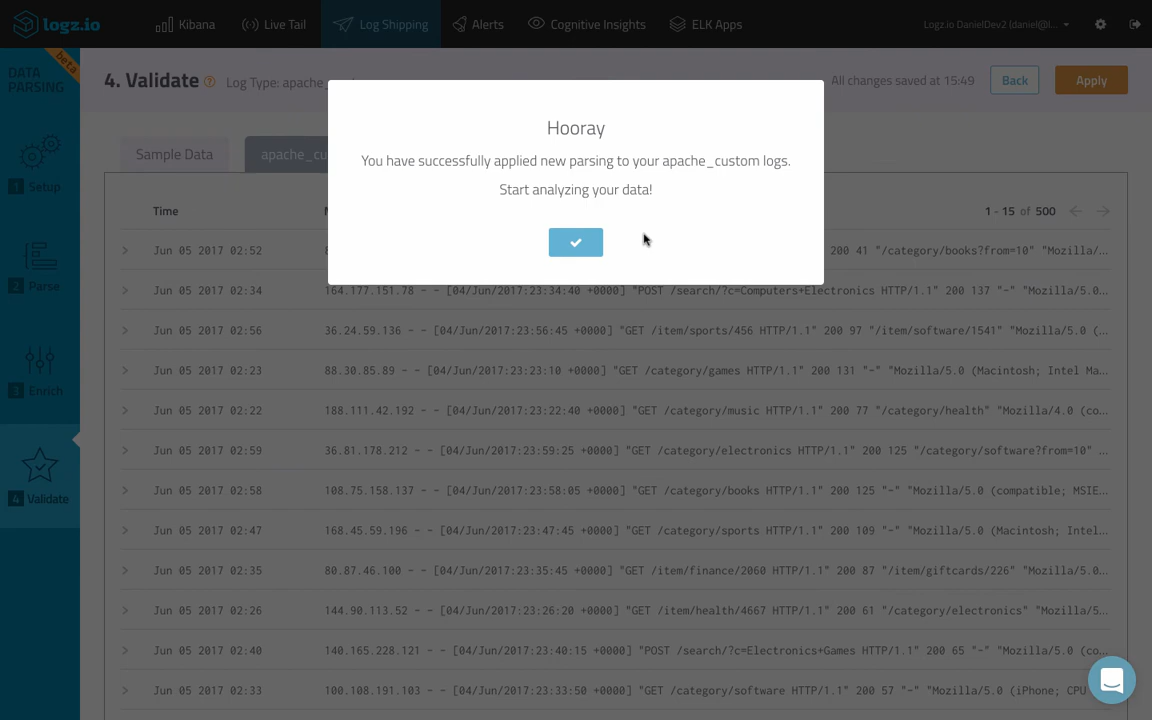 logz.io
Kibana
Live Tail
Log Shipping
Alerts
Cognitive Insights
ELK Apps
Logz.io DanielDev2 (daniel@l...
beta
DATA
PARSING
4. Validate
Log Type: apache_
All changes saved at 15:49
Back
Apply
Hooray
You have successfully applied new parsing to your apache_custom logs.
Start analyzing your data!
Sample Data
apache_cu
1 Setup
2 Parse
3 Enrich
4 Validate
Time
1 - 15 of 500
Jun 05 2017 02:52 200 41 "/category/books?from=10" "Mozilla/...
Jun 05 2017 02:34 164.177.151.78 - - [04/Jun/2017:23:34:40 +0000] "POST /search/?c=Computers+Electronics HTTP/1.1" 200 137 "-" "Mozilla/5.0...
Jun 05 2017 02:56 36.24.59.136 - - [04/Jun/2017:23:56:45 +0000] "GET /item/sports/456 HTTP/1.1" 200 97 "/item/software/1541" "Mozilla/5.0 (...
Jun 05 2017 02:23 88.30.85.89 - - [04/Jun/2017:23:23:10 +0000] "GET /category/games HTTP/1.1" 200 131 "-" "Mozilla/5.0 (Macintosh; Intel Ma...
Jun 05 2017 02:22 188.111.42.192 - - [04/Jun/2017:23:22:40 +0000] "GET /category/music HTTP/1.1" 200 77 "/category/health" "Mozilla/4.0 (co...
Jun 05 2017 02:59 36.81.178.212 - - [04/Jun/2017:23:59:25 +0000] "GET /category/electronics HTTP/1.1" 200 125 "/category/software?from=10" ...
Jun 05 2017 02:58 108.75.158.137 - - [04/Jun/2017:23:58:05 +0000] "GET /category/books HTTP/1.1" 200 125 "-" "Mozilla/5.0 (compatible; MSIE...
Jun 05 2017 02:47 168.45.59.196 - - [04/Jun/2017:23:47:45 +0000] "GET /category/sports HTTP/1.1" 200 109 "-" "Mozilla/5.0 (Macintosh; Intel...
Jun 05 2017 02:35 80.87.46.100 - - [04/Jun/2017:23:35:45 +0000] "GET /item/finance/2060 HTTP/1.1" 200 87 "/item/giftcards/226" "Mozilla/5.0...
Jun 05 2017 02:26 144.90.113.52 - - [04/Jun/2017:23:26:20 +0000] "GET /item/health/4667 HTTP/1.1" 200 61 "/category/electronics" "Mozilla/5...
Jun 05 2017 02:40 140.165.228.121 - - [04/Jun/2017:23:40:15 +0000] "POST /search/?c=Electronics+Games HTTP/1.1" 200 65 "-" "Mozilla/5.0 (co...
Jun 05 2017 02:33 100.108.191.103 - - [04/Jun/2017:23:33:50 +0000] "GET /category/software HTTP/1.1" 200 57 "-" "Mozilla/5.0 (iPhone; CPU